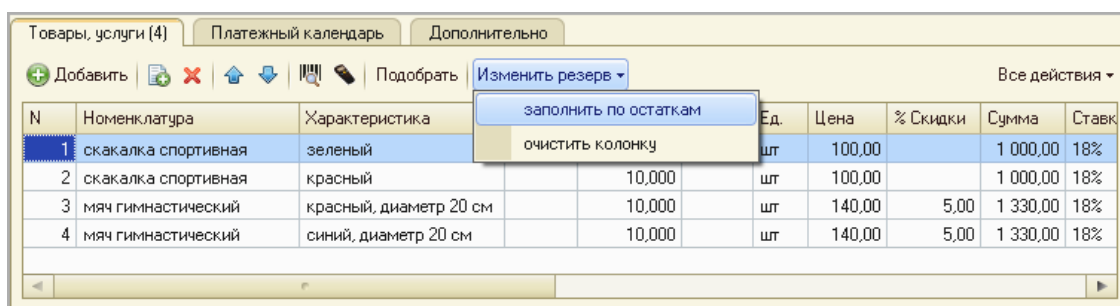 Товары, услуги (4) Платежный календарь Дополнительно
Добавить Подобрать Изменить резерв Все действия
заполнить по остаткам
очистить колонку
N Номенклатура Характеристика Ед. Цена % Скидки Сумма Ставк
1 скакалка спортивная зеленый шт 100,00 1 000,00 18%
2 скакалка спортивная красный 10,000 шт 100,00 1 000,00 18%
3 мяч гимнастический красный, диаметр 20 см 10,000 шт 140,00 5,00 1 330,00 18%
4 мяч гимнастический синий, диаметр 20 см 10,000 шт 140,00 5,00 1 330,00 18%